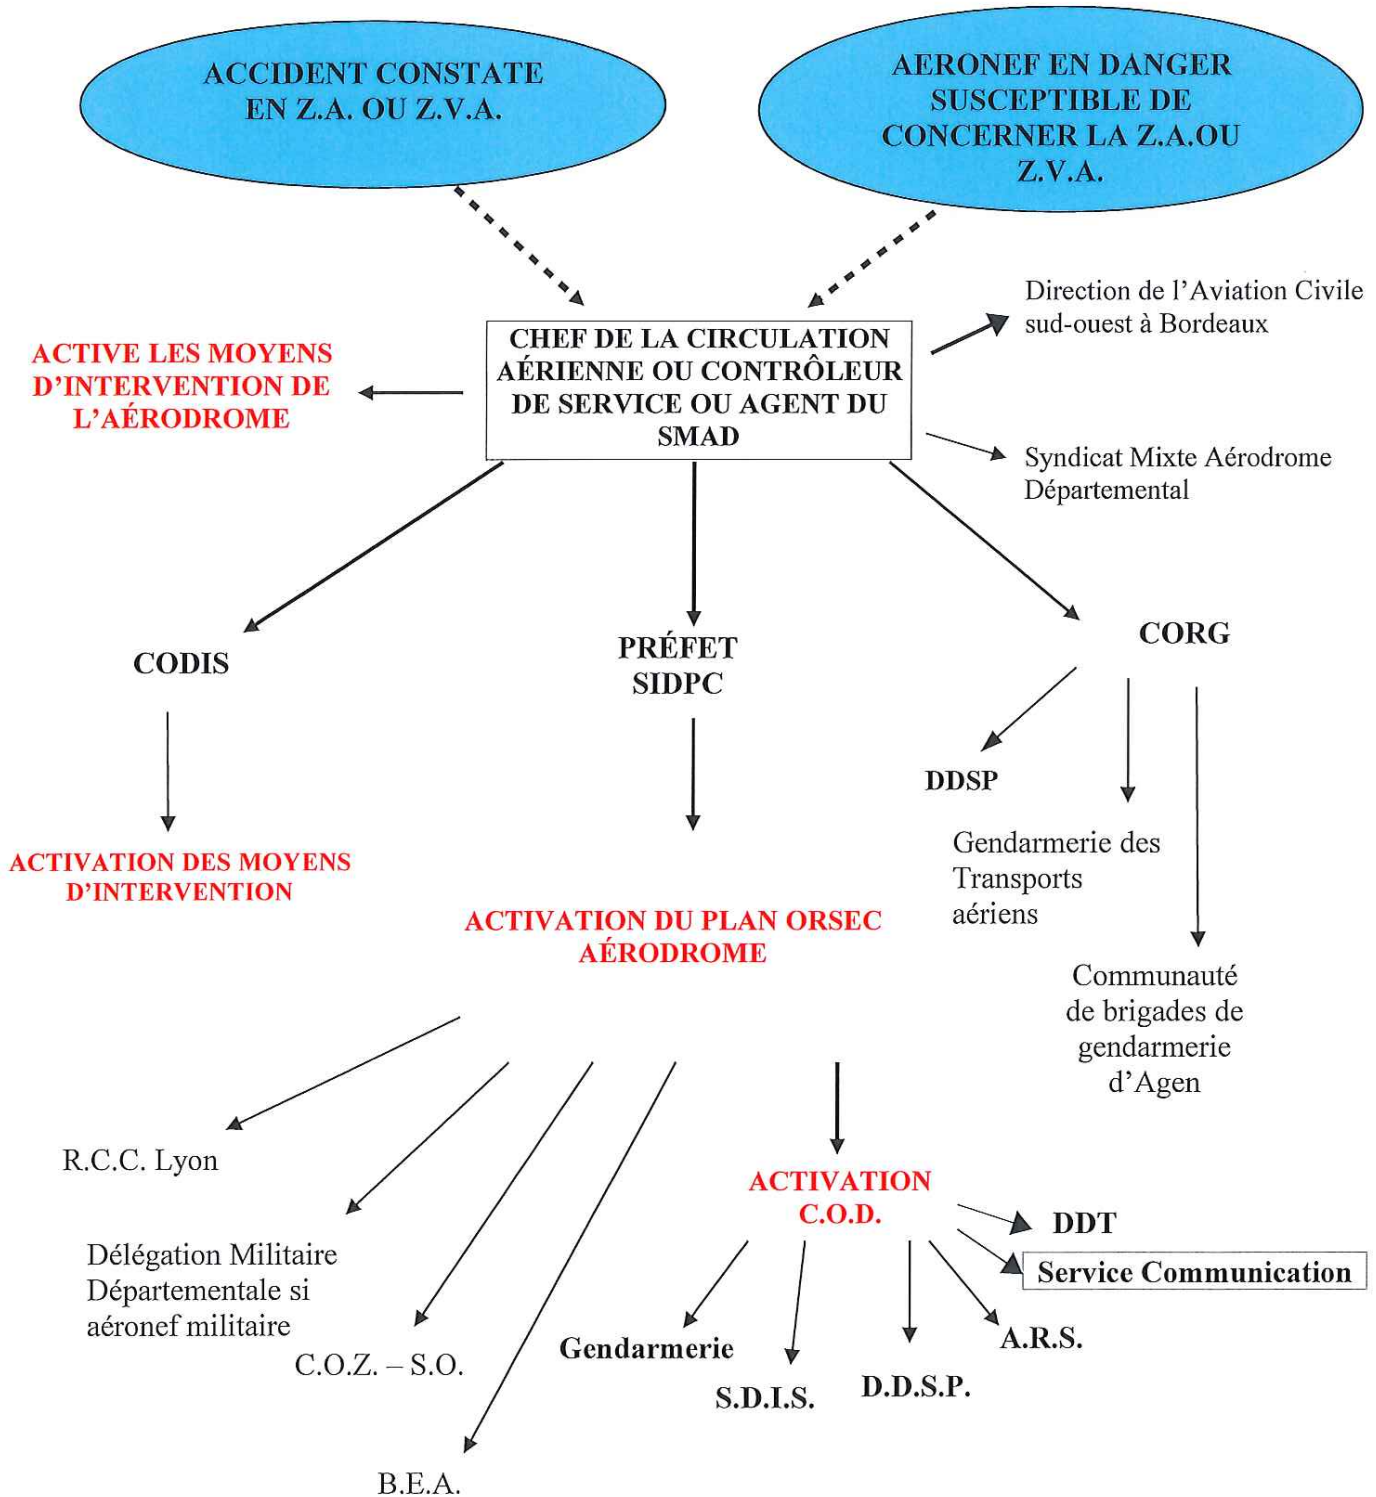 ACCIDENT CONSTATE
EN Z.A. OU Z.V.A.
AERONEF EN DANGER
SUSCEPTIBLE DE
CONCERNER LA Z.A.OU
Z.V.A.
Direction de l'Aviation Civile
sud-ouest à Bordeaux
CHEF DE LA CIRCULATION
AÉRIENNE OU CONTRÔLEUR
DE SERVICE OU AGENT DU
SMAD
ACTIVE LES MOYENS
D'INTERVENTION DE
L'AÉRODROME
Syndicat Mixte Aérodrome
Départemental
CODIS
PRÉFET
SIDPC
CORG
DDSP
Gendarmerie des
Transports
aériens
Communauté
de brigades de
gendarmerie
d'Agen
ACTIVATION DES MOYENS
D'INTERVENTION
ACTIVATION DU PLAN ORSEC
AÉRODROME
R.C.C. Lyon
Délégation Militaire
Départementale si
aéronef militaire
C.O.Z. – S.O.
B.E.A.
ACTIVATION
C.O.D.
DDT
Service Communication
Gendarmerie
S.D.I.S.
D.D.S.P.
A.R.S.